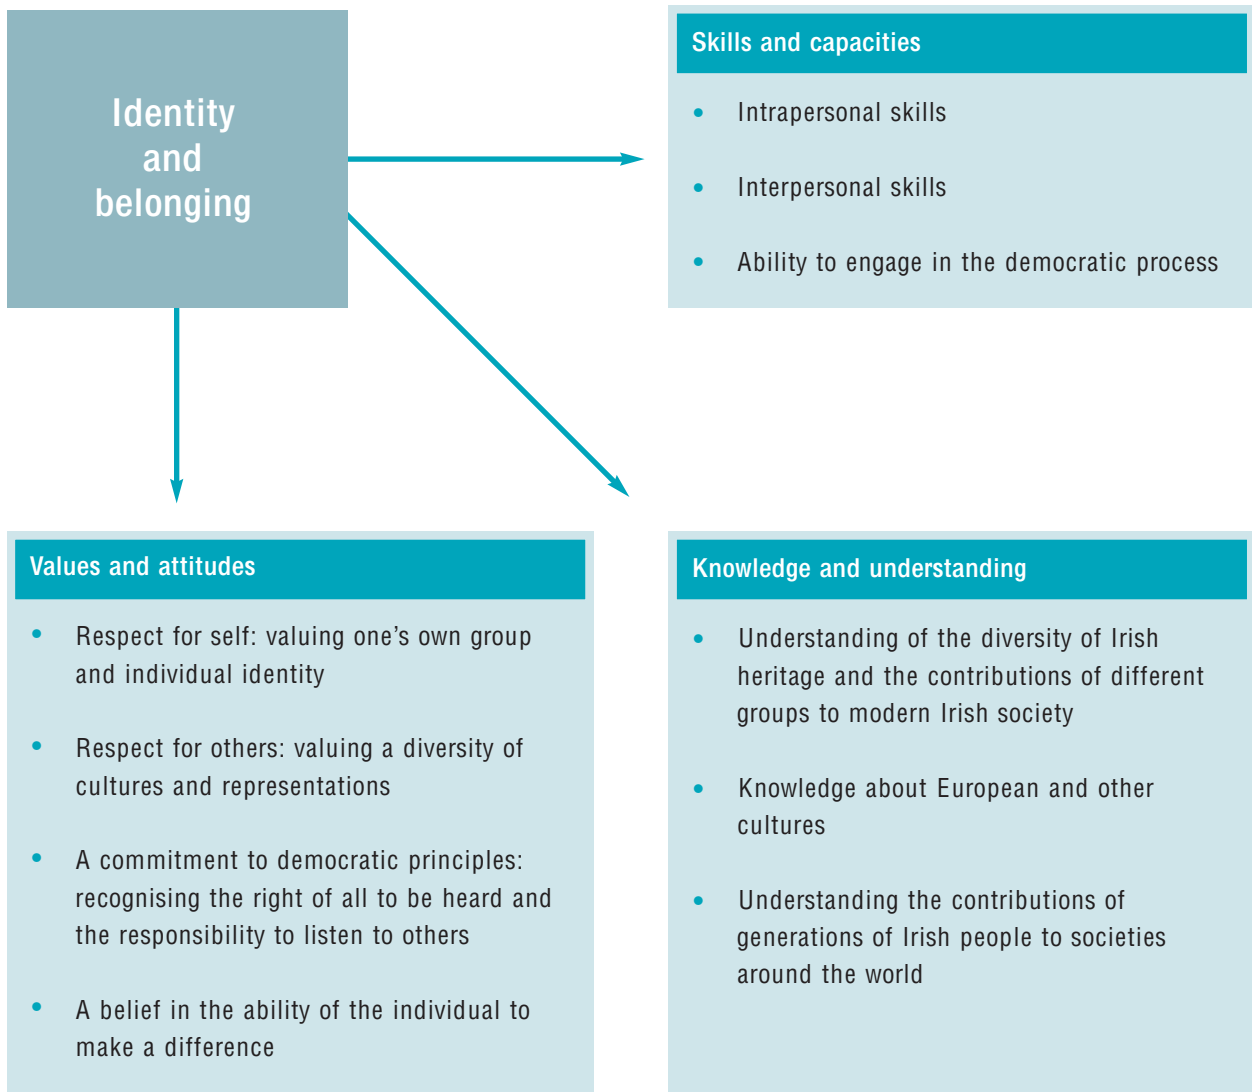 Identity
and
belonging
Skills and capacities
• Intrapersonal skills
• Interpersonal skills
• Ability to engage in the democratic process
Values and attitudes
• Respect for self: valuing one's own group
and individual identity
• Respect for others: valuing a diversity of
cultures and representations
• A commitment to democratic principles:
recognising the right of all to be heard and
the responsibility to listen to others
• A belief in the ability of the individual to
make a difference
Knowledge and understanding
• Understanding of the diversity of Irish
heritage and the contributions of different
groups to modern Irish society
• Knowledge about European and other
cultures
• Understanding the contributions of
generations of Irish people to societies
around the world